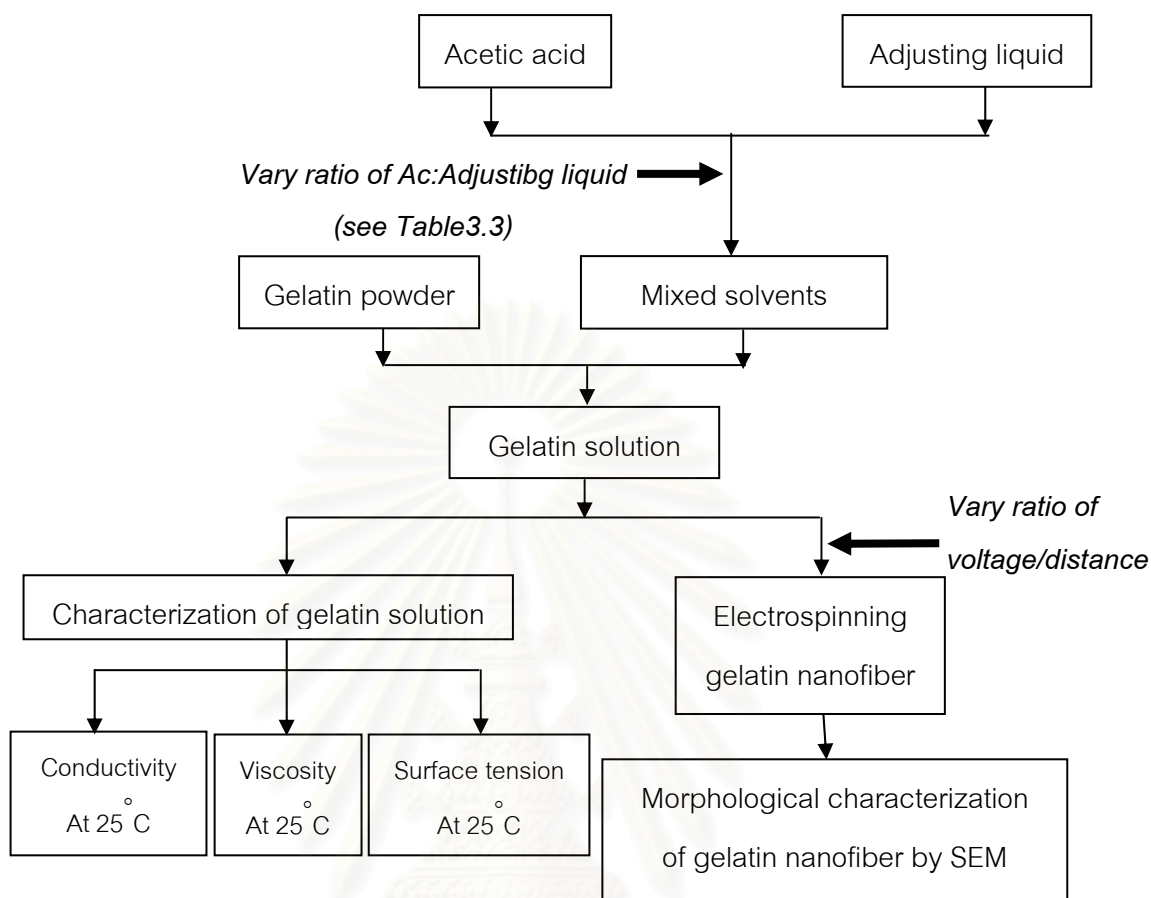 Acetic acid
Adjusting liquid
Vary ratio of Ac:Adjustibg liquid
(see Table3.3)
Gelatin powder
Mixed solvents
Gelatin solution
Vary ratio of
voltage/distance
Characterization of gelatin solution
Electrospinning
gelatin nanofiber
Conductivity
At 25°C
Viscosity
At 25°C
Surface tension
At 25°C
Morphological characterization
of gelatin nanofiber by SEM